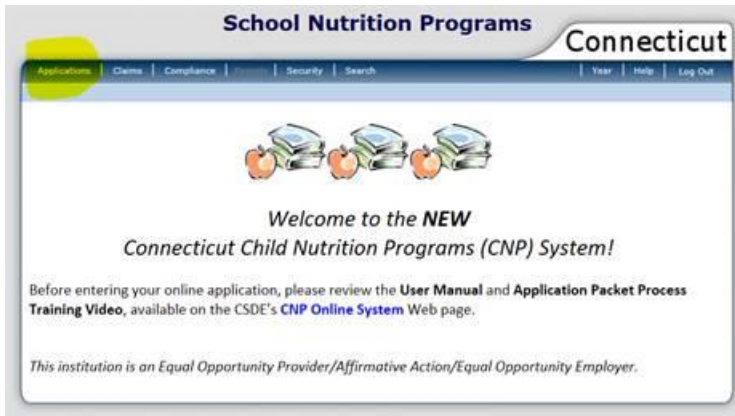 School Nutrition Programs
Connecticut
Applications | Claims | Compliance | Reports | Security | Search | Year | Help | Log Out
Welcome to the NEW
Connecticut Child Nutrition Programs (CNP) System!
Before entering your online application, please review the User Manual and Application Packet Process
Training Video, available on the CSDE's CNP Online System Web page.
This institution is an Equal Opportunity Provider/Affirmative Action/Equal Opportunity Employer.